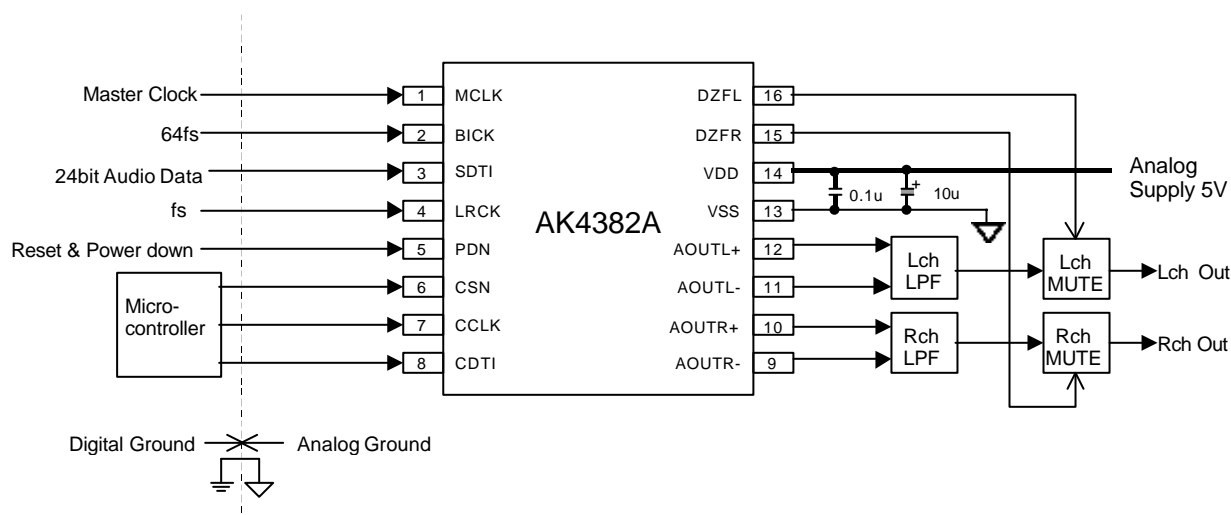 Master Clock
64fs
24bit Audio Data
fs
Reset & Power down
Micro-
controller
1 MCLK
2 BICK
3 SDTI
4 LRCK
5 PDN
6 CSN
7 CCLK
8 CDTI
AK4382A
DZFL 16
DZFR 15
VDD 14
VSS 13
AOUTL+ 12
AOUTL- 11
AOUTR+ 10
AOUTR- 9
0.1u
+
10u
Analog
Supply 5V
Lch
LPF
Lch
MUTE
Lch Out
Rch
LPF
Rch
MUTE
Rch Out
Digital Ground
Analog Ground